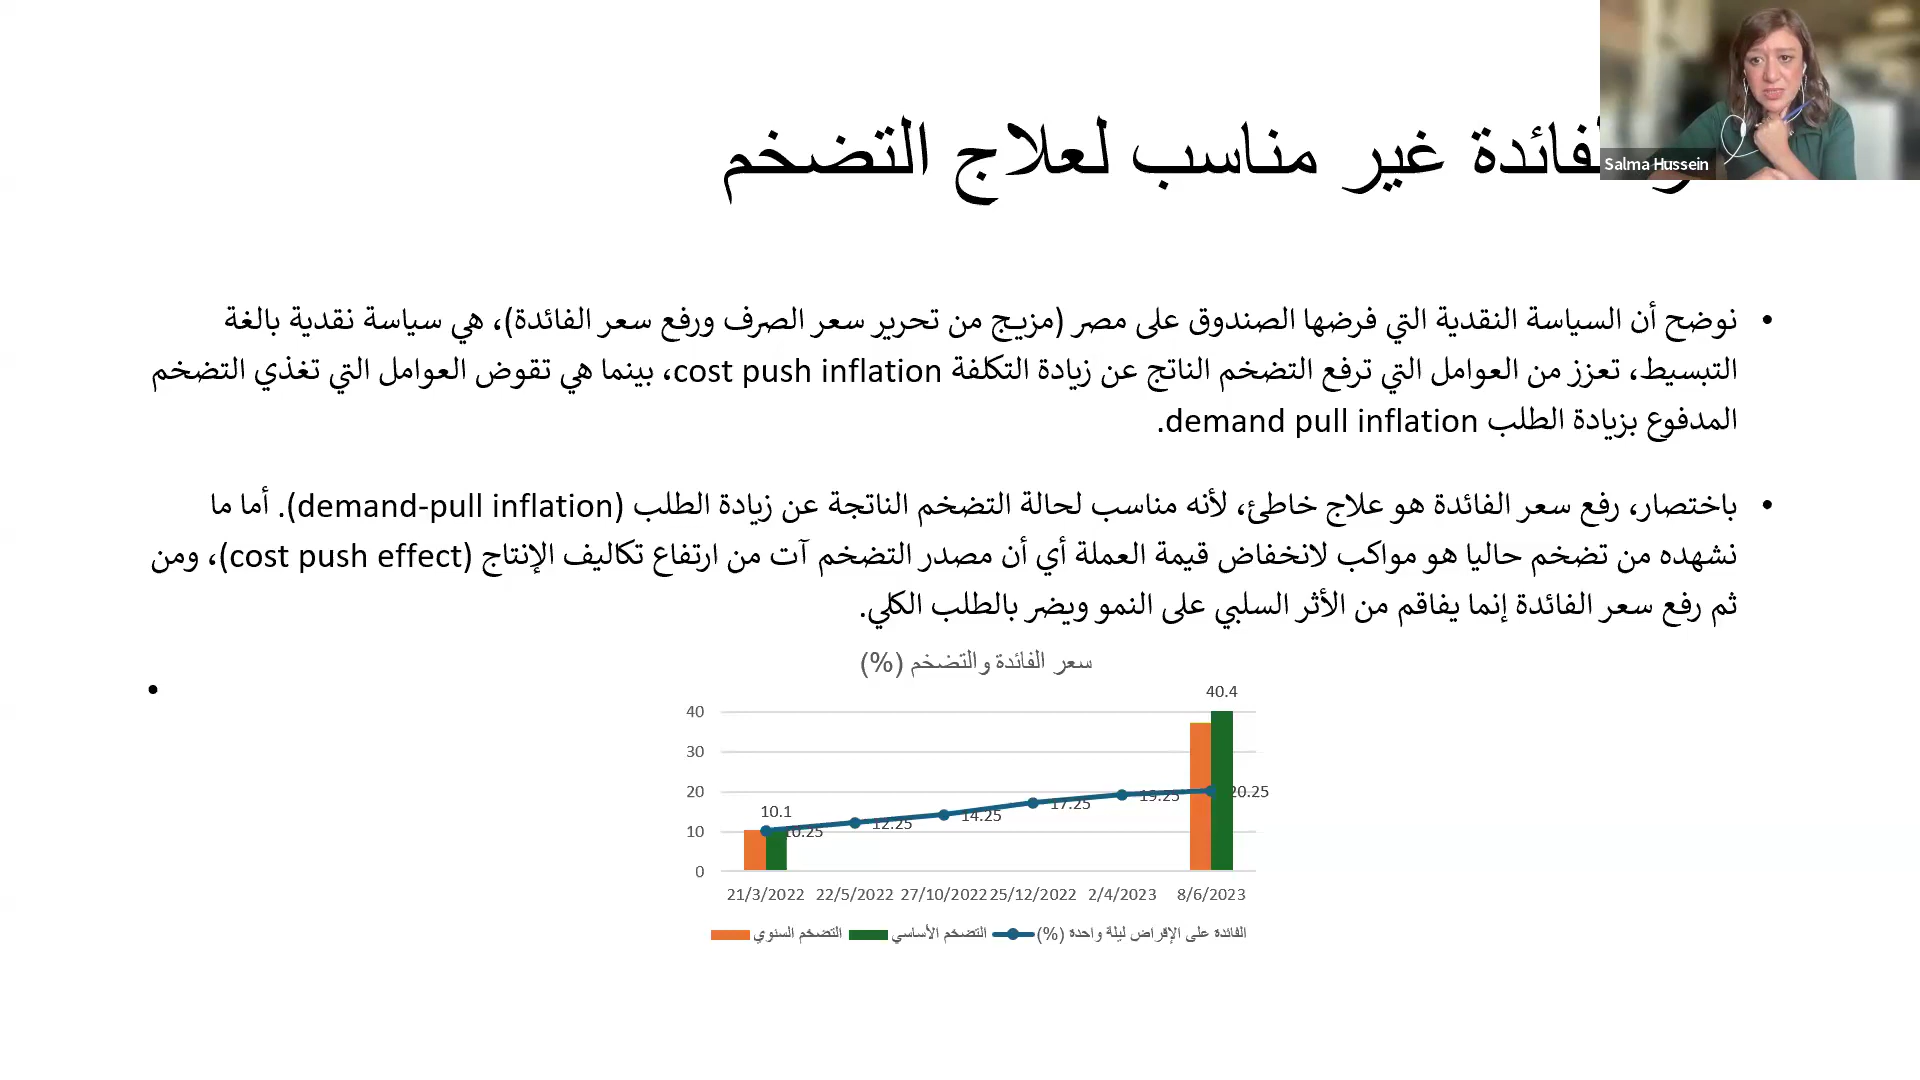 الفائدة غير مناسب لعلاج التضخم
Salma Hussein
• نوضح أن السياسة النقدية التي فرضها الصندوق على مصر (مزيج من تحرير سعر الصرف ورفع سعر الفائدة)، هي سياسة نقدية بالغة
التبسيط، تعزز من العوامل التي ترفع التضخم الناتج عن زيادة التكلفة cost push inflation، بينما هي تقوض العوامل التي تغذي التضخم
المدفوع بزيادة الطلب demand pull inflation.
• باختصار، رفع سعر الفائدة هو علاج خاطئ، لأنه مناسب لحالة التضخم الناتجة عن زيادة الطلب (demand-pull inflation). أما ما
نشهده من تضخم حاليا هو مواكب لانخفاض قيمة العملة أي أن مصدر التضخم آت من ارتفاع تكاليف الإنتاج (cost push effect)، ومن
ثم رفع سعر الفائدة إنما يفاقم من الأثر السلبي على النمو ويضر بالطلب الكلي.
•
سعر الفائدة والتضخم (%)
40.4
40
30
20
10
0
10.1
10.25
12.25
14.25
17.25
19.25
20.25
21/3/2022 22/5/2022 27/10/2022 25/12/2022 2/4/2023 8/6/2023
التضخم السنوي التضخم الأساسي الفائدة على الإقراض ليلة واحدة (%)